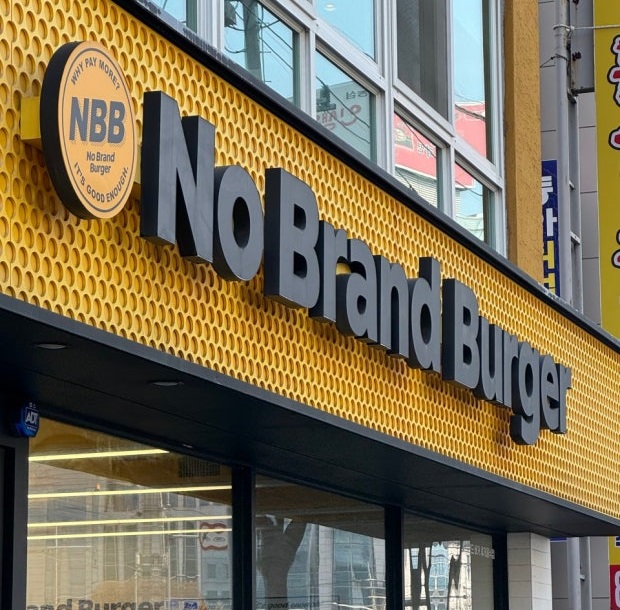 WHY PAY MORE?
NBB
No Brand
Burger
IT'S GOOD ENOUGH.
No Brand Burger
ADT
and Burger